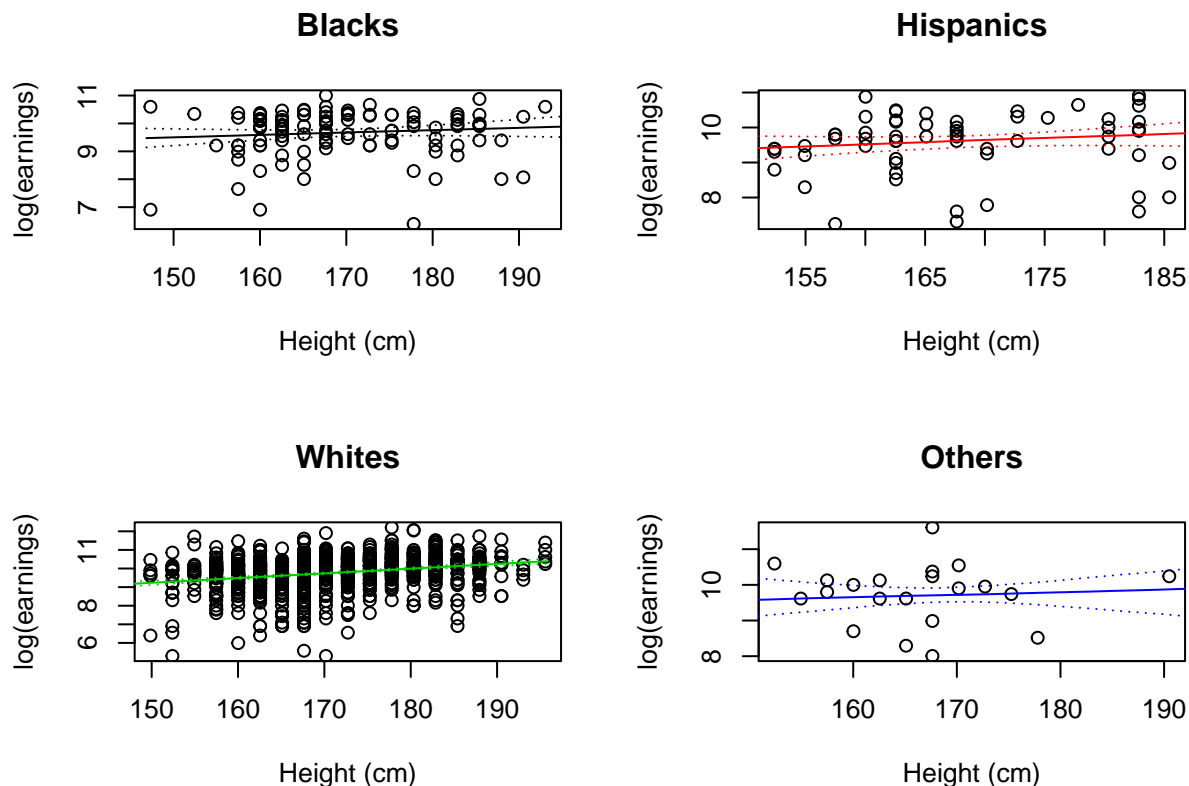 Blacks
log(earnings)
7 9 11
150 160 170 180 190
Height (cm)
Hispanics
log(earnings)
8 10
155 165 175 185
Height (cm)
Whites
log(earnings)
6 8 11
150 160 170 180 190
Height (cm)
Others
log(earnings)
8 10
160 170 180 190
Height (cm)